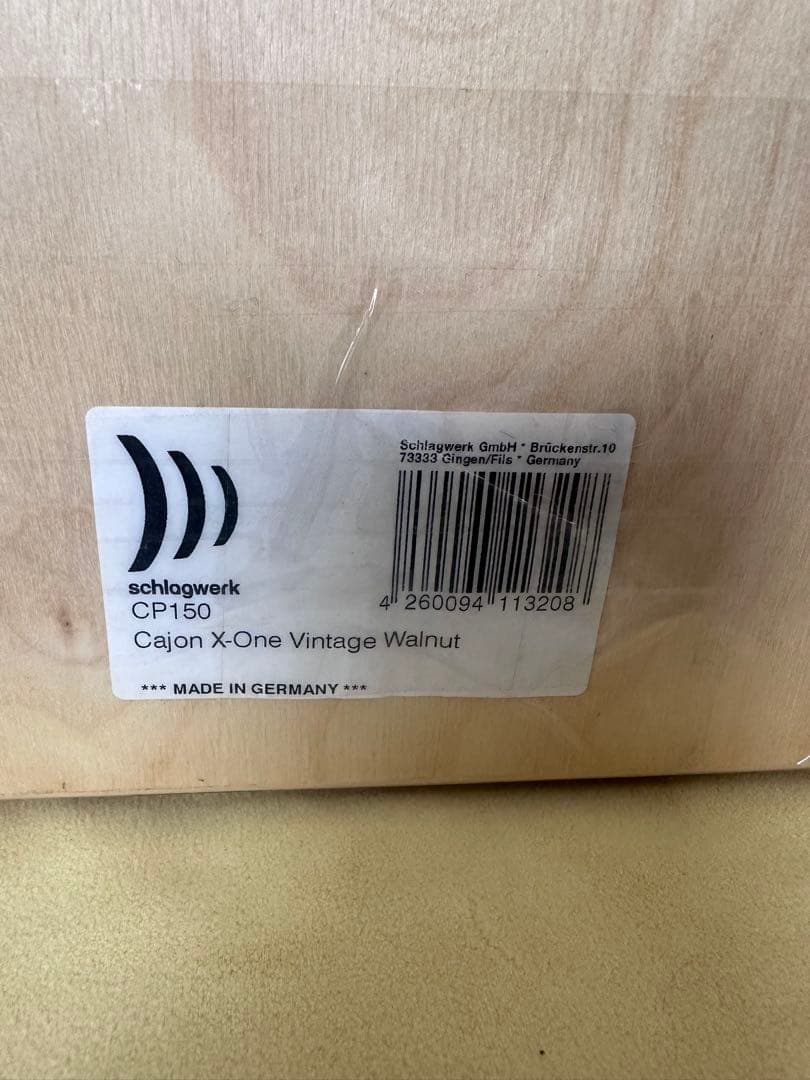 schlagwerk
CP150
Cajon X-One Vintage Walnut
*** MADE IN GERMANY ***
Schlagwerk GmbH * Brückenstr.10
73333 Gingen/Fils * Germany
4 260094 113208